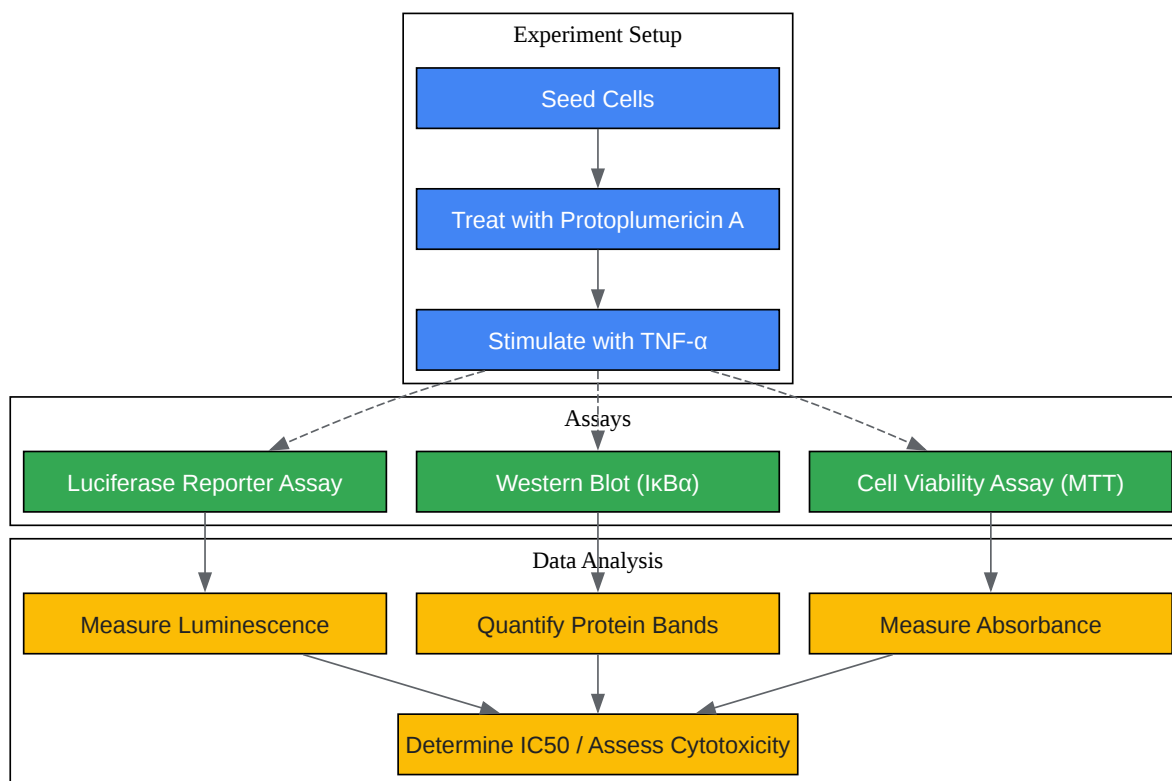 Experiment Setup
Seed Cells
Treat with Protoplumericin A
Stimulate with TNF-α
Assays
Luciferase Reporter Assay
Western Blot (IκBα)
Cell Viability Assay (MTT)
Data Analysis
Measure Luminescence
Quantify Protein Bands
Measure Absorbance
Determine IC50 / Assess Cytotoxicity